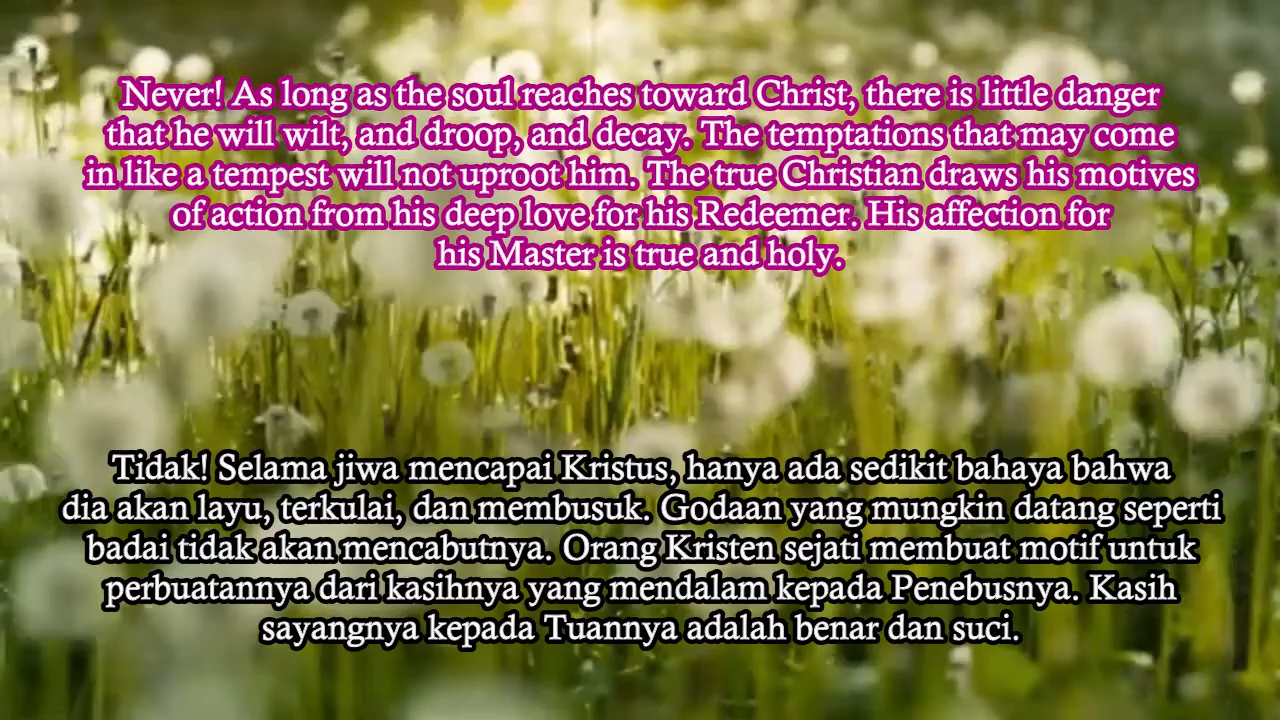 Never! As long as the soul reaches toward Christ, there is little danger
that he will wilt, and droop, and decay. The temptations that may come
in like a tempest will not uproot him. The true Christian draws his motives
of action from his deep love for his Redeemer. His affection for
his Master is true and holy.
Tidak! Selama jiwa mencapai Kristus, hanya ada sedikit bahaya bahwa
dia akan layu, terkulai, dan membusuk. Godaan yang mungkin datang seperti
badai tidak akan mencabutnya. Orang Kristen sejati membuat motif untuk
perbuatannya dari kasihnya yang mendalam kepada Penebusnya. Kasih
sayangnya kepada Tuannya adalah benar dan suci.